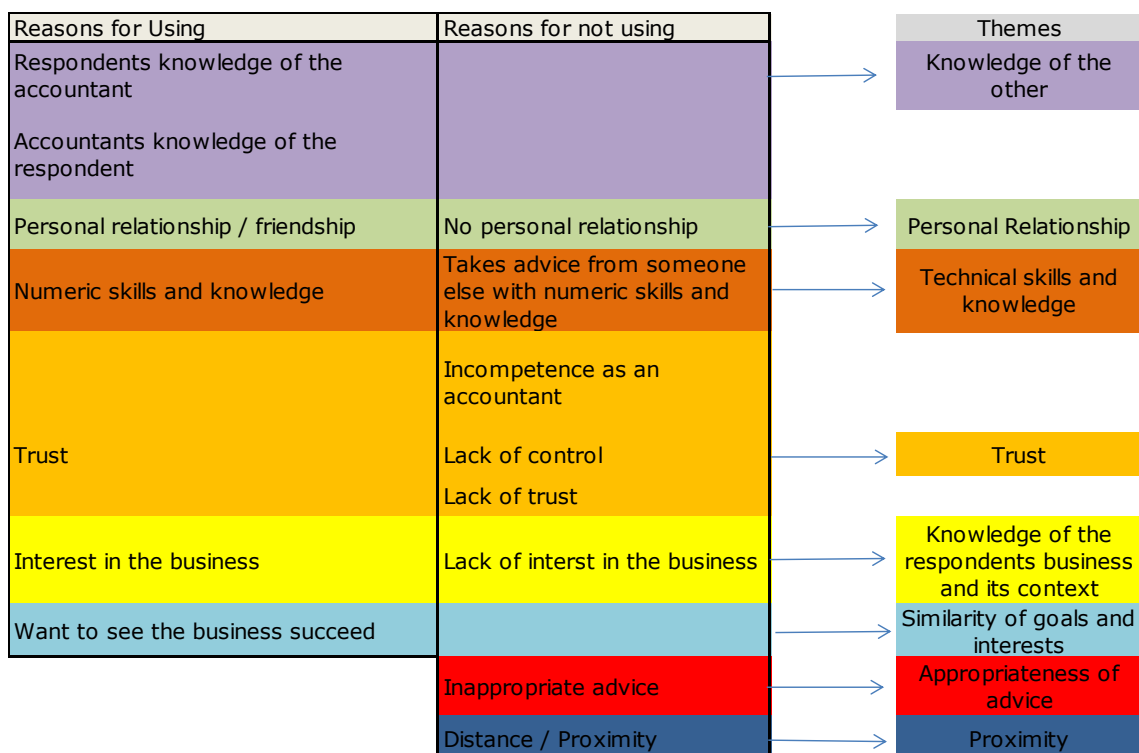 Reasons for Using
Reasons for not using
Themes
Respondents knowledge of the
accountant
Accountants knowledge of the
respondent
Knowledge of the
other
Personal relationship / friendship
No personal relationship
Personal Relationship
Numeric skills and knowledge
Takes advice from someone
else with numeric skills and
knowledge
Technical skills and
knowledge
Trust
Incompetence as an
accountant
Lack of control
Lack of trust
Trust
Interest in the business
Lack of interst in the business
Knowledge of the
respondents business
and its context
Want to see the business succeed
Similarity of goals and
interests
Inappropriate advice
Appropriateness of
advice
Distance / Proximity
Proximity